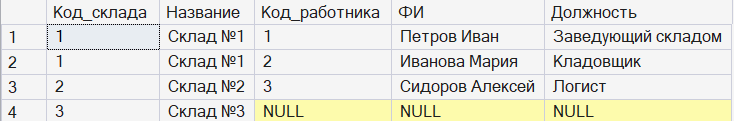 Код_склада Название Код_работника ФИ Должность
1 1 Склад №1 1 Петров Иван Заведующий складом
2 1 Склад №1 2 Иванова Мария Кладовщик
3 2 Склад №2 3 Сидоров Алексей Логист
4 3 Склад №3 NULL NULL NULL